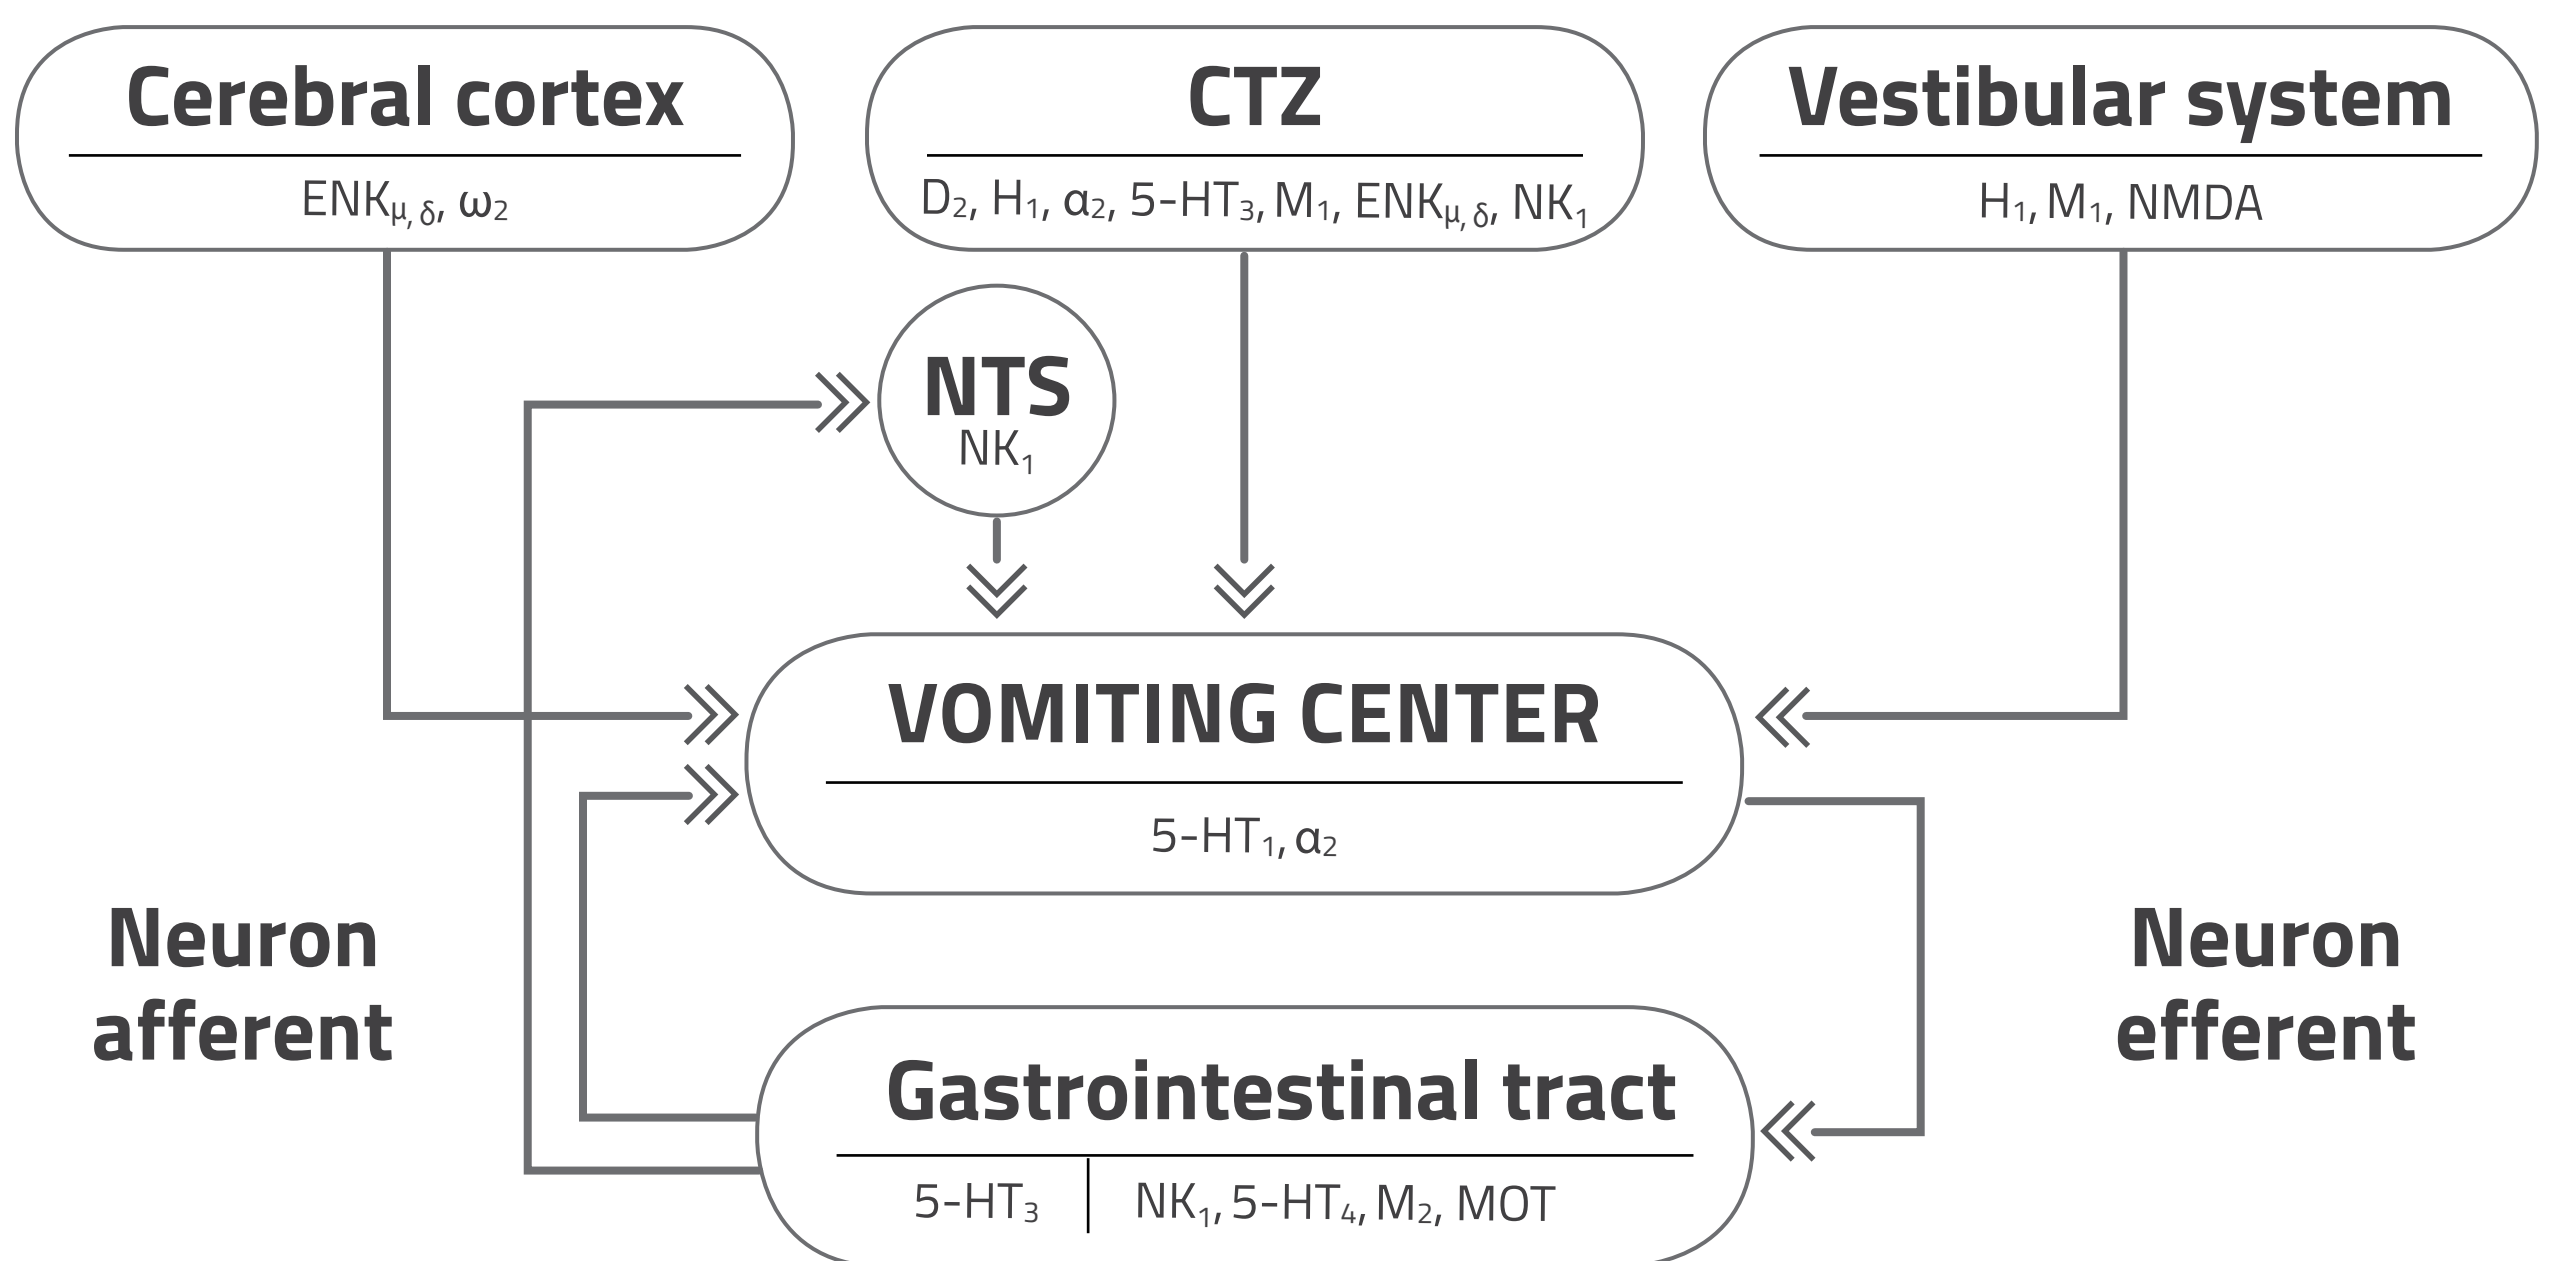 Cerebral cortex
ENKμ, δ, ω2
CTZ
D2, H1, α2, 5-HT3, M1, ENKμ, δ, NK1
Vestibular system
H1, M1, NMDA
NTS
NK1
VOMITING CENTER
5-HT1, α2
Neuron
afferent
Neuron
efferent
Gastrointestinal tract
5-HT3
NK1, 5-HT4, M2, MOT